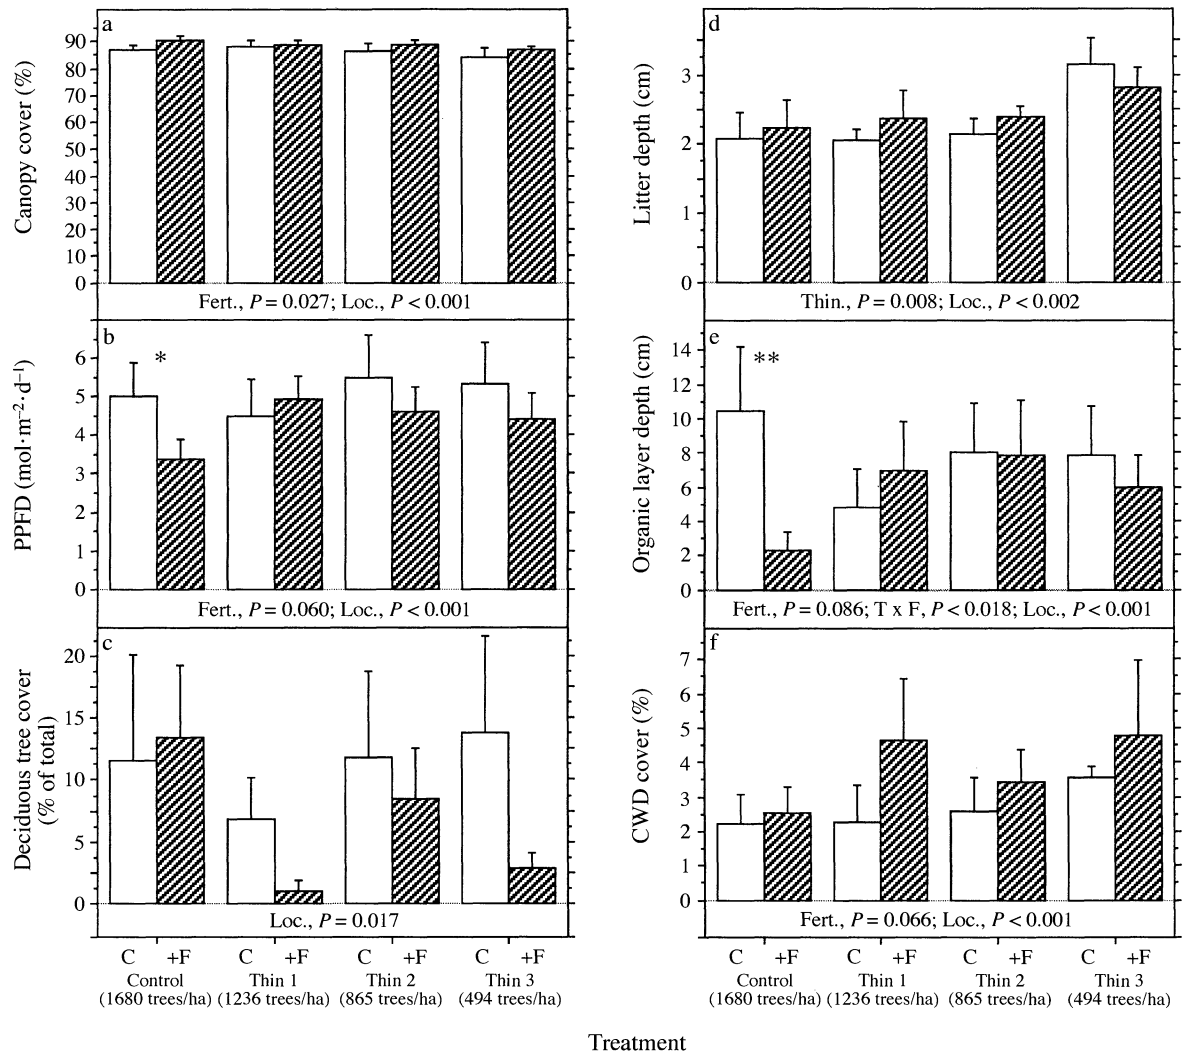 a
90
80
70
60
50
40
30
20
10
0
Canopy cover (%)
Fert., P = 0.027; Loc., P < 0.001
b
*
6
5
4
3
2
1
0
PPFD (mol·m–2·d–1)
Fert., P = 0.060; Loc., P < 0.001
c
20
15
10
5
0
Deciduous tree cover
(% of total)
Loc., P = 0.017
C +F C +F C +F C +F
Control Thin 1 Thin 2 Thin 3
(1680 trees/ha) (1236 trees/ha) (865 trees/ha) (494 trees/ha)
d
3
2
1
0
Litter depth (cm)
Thin., P = 0.008; Loc., P < 0.002
e
**
14
12
10
8
6
4
2
0
Organic layer depth (cm)
Fert., P = 0.086; T x F, P < 0.018; Loc., P < 0.001
f
7
6
5
4
3
2
1
0
CWD cover (%)
Fert., P = 0.066; Loc., P < 0.001
C +F C +F C +F C +F
Control Thin 1 Thin 2 Thin 3
(1680 trees/ha) (1236 trees/ha) (865 trees/ha) (494 trees/ha)
Treatment